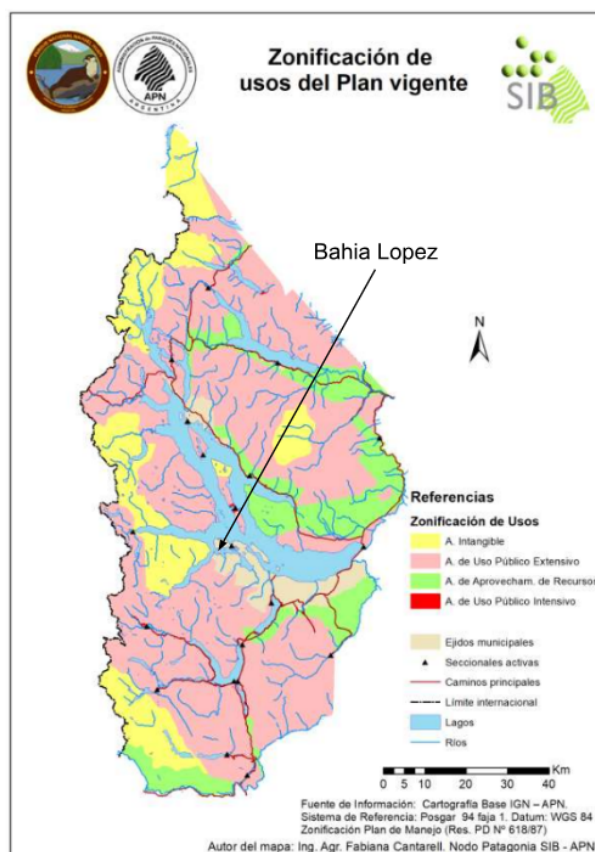 Zonificación de
usos del Plan vigente
APN
ARGENTINA
SIB
Bahia Lopez
N
Referencias
Zonificación de Usos
A. Intangible
A. de Uso Público Extensivo
A. de Aprovecham. de Recursos
A. de Uso Público Intensivo
Ejidos municipales
Seccionales activas
Caminos principales
Límite internacional
Lagos
Ríos
Km
0 5 10 20 30 40
Fuente de Información: Cartografía Base IGN – APN.
Sistema de Referencia: Posgar 94 faja 1. Datum: WGS 84
Zonificación Plan de Manejo (Res. PD Nº 618/87)
Autor del mapa: Ing. Agr. Fabiana Cantarell. Nodo Patagonia SIB - APN